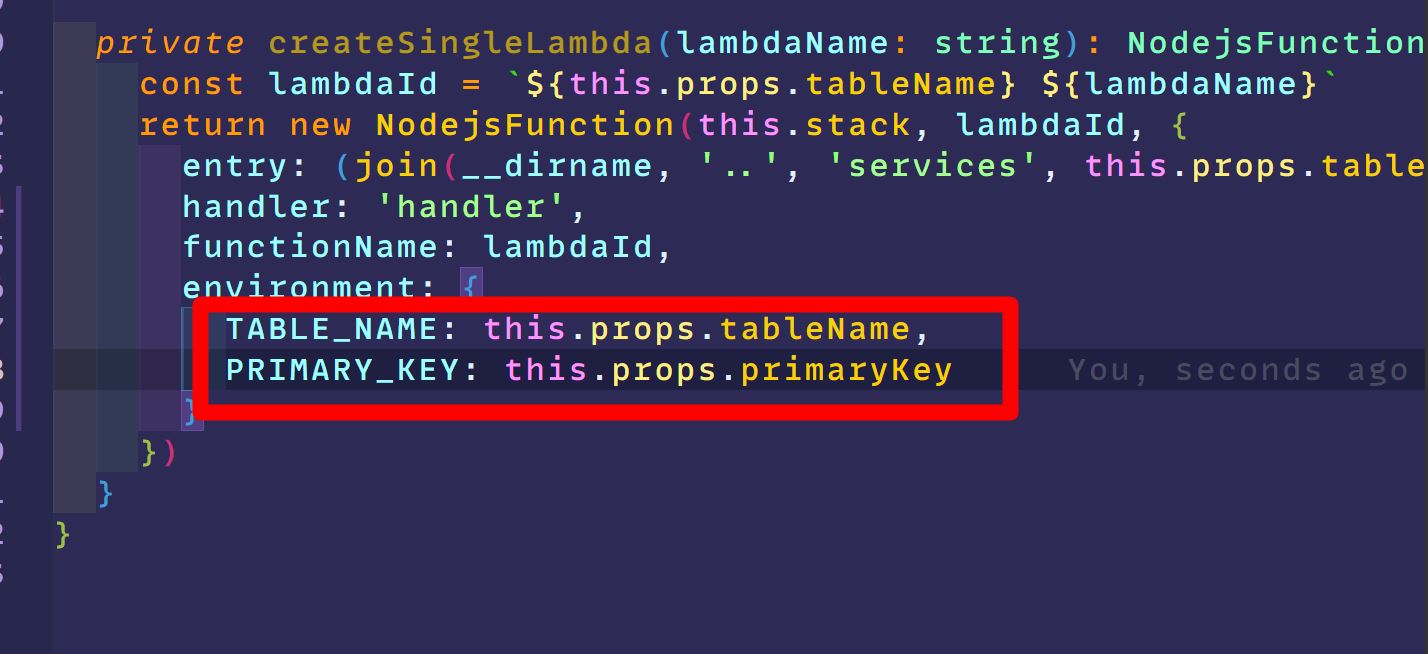 private createSingleLambda(lambdaName: string): NodejsFunction
const lambdaId = `${this.props.tableName} ${lambdaName}`
return new NodejsFunction(this.stack, lambdaId, {
entry: (join(__dirname, '..', 'services', this.props.table
handler: 'handler',
functionName: lambdaId,
environment: {
TABLE_NAME: this.props.tableName,
PRIMARY_KEY: this.props.primaryKey You, seconds ago
}
})
}
}